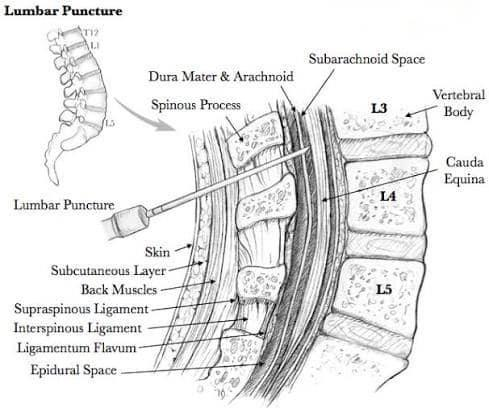 Lumbar Puncture
T12
L1
L5
Subarachnoid Space
Dura Mater & Arachnoid
Spinous Process
L3
Vertebral
Body
Cauda
Equina
L4
Lumbar Puncture
Skin
Subcutaneous Layer
Back Muscles
L5
Supraspinous Ligament
Interspinous Ligament
Ligamentum Flavum
Epidural Space